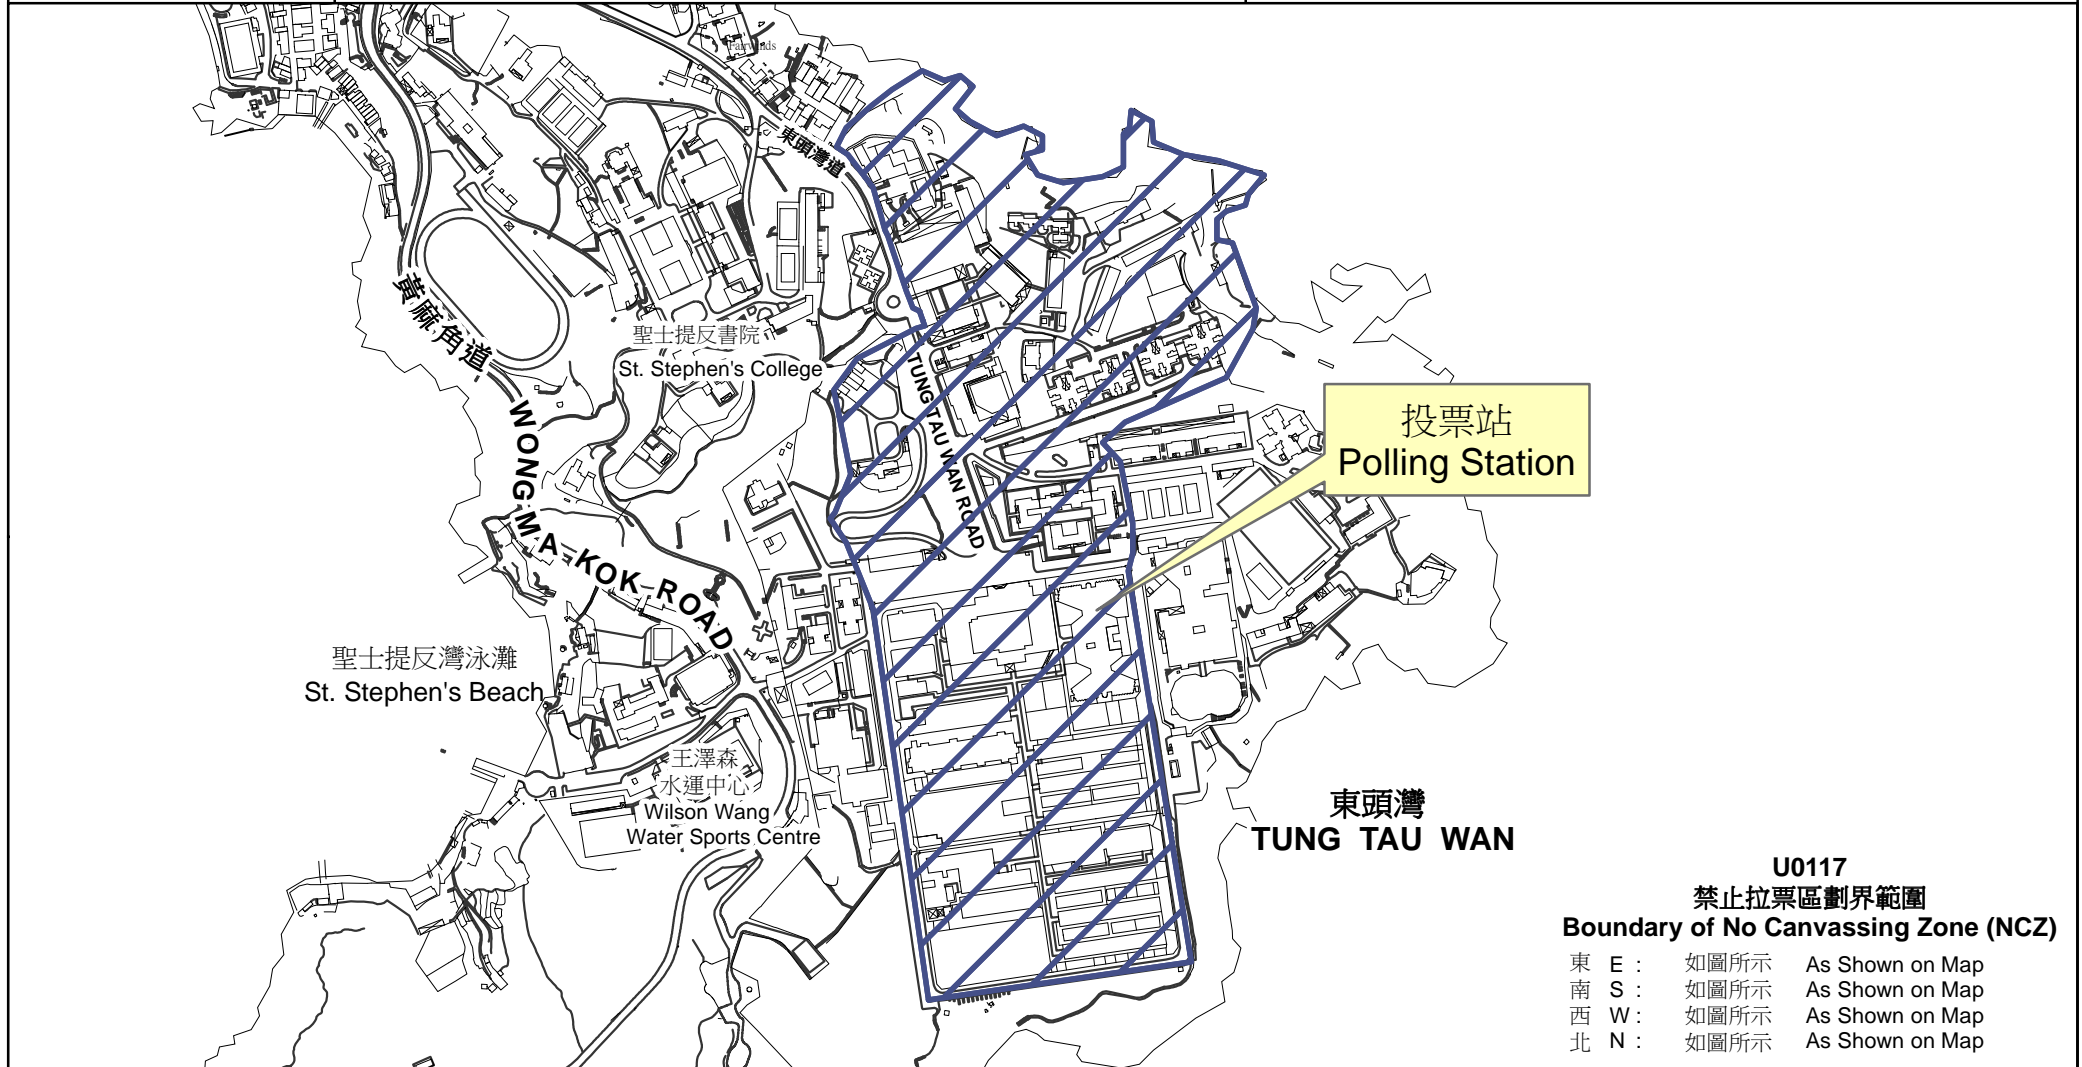 Fairwinds
東頭灣道
黃麻角道
聖士提反書院
St. Stephen's College
TUNG TAU WAN ROAD
投票站
Polling Station
WONG MA KOK ROAD
聖士提反灣泳灘
St. Stephen's Beach
王澤森
水運中心
Wilson Wang
Water Sports Centre
東頭灣
TUNG TAU WAN
U0117
禁止拉票區劃界範圍
Boundary of No Canvassing Zone (NCZ)
東 E : 如圖所示 As Shown on Map
南 S : 如圖所示 As Shown on Map
西 W : 如圖所示 As Shown on Map
北 N : 如圖所示 As Shown on Map